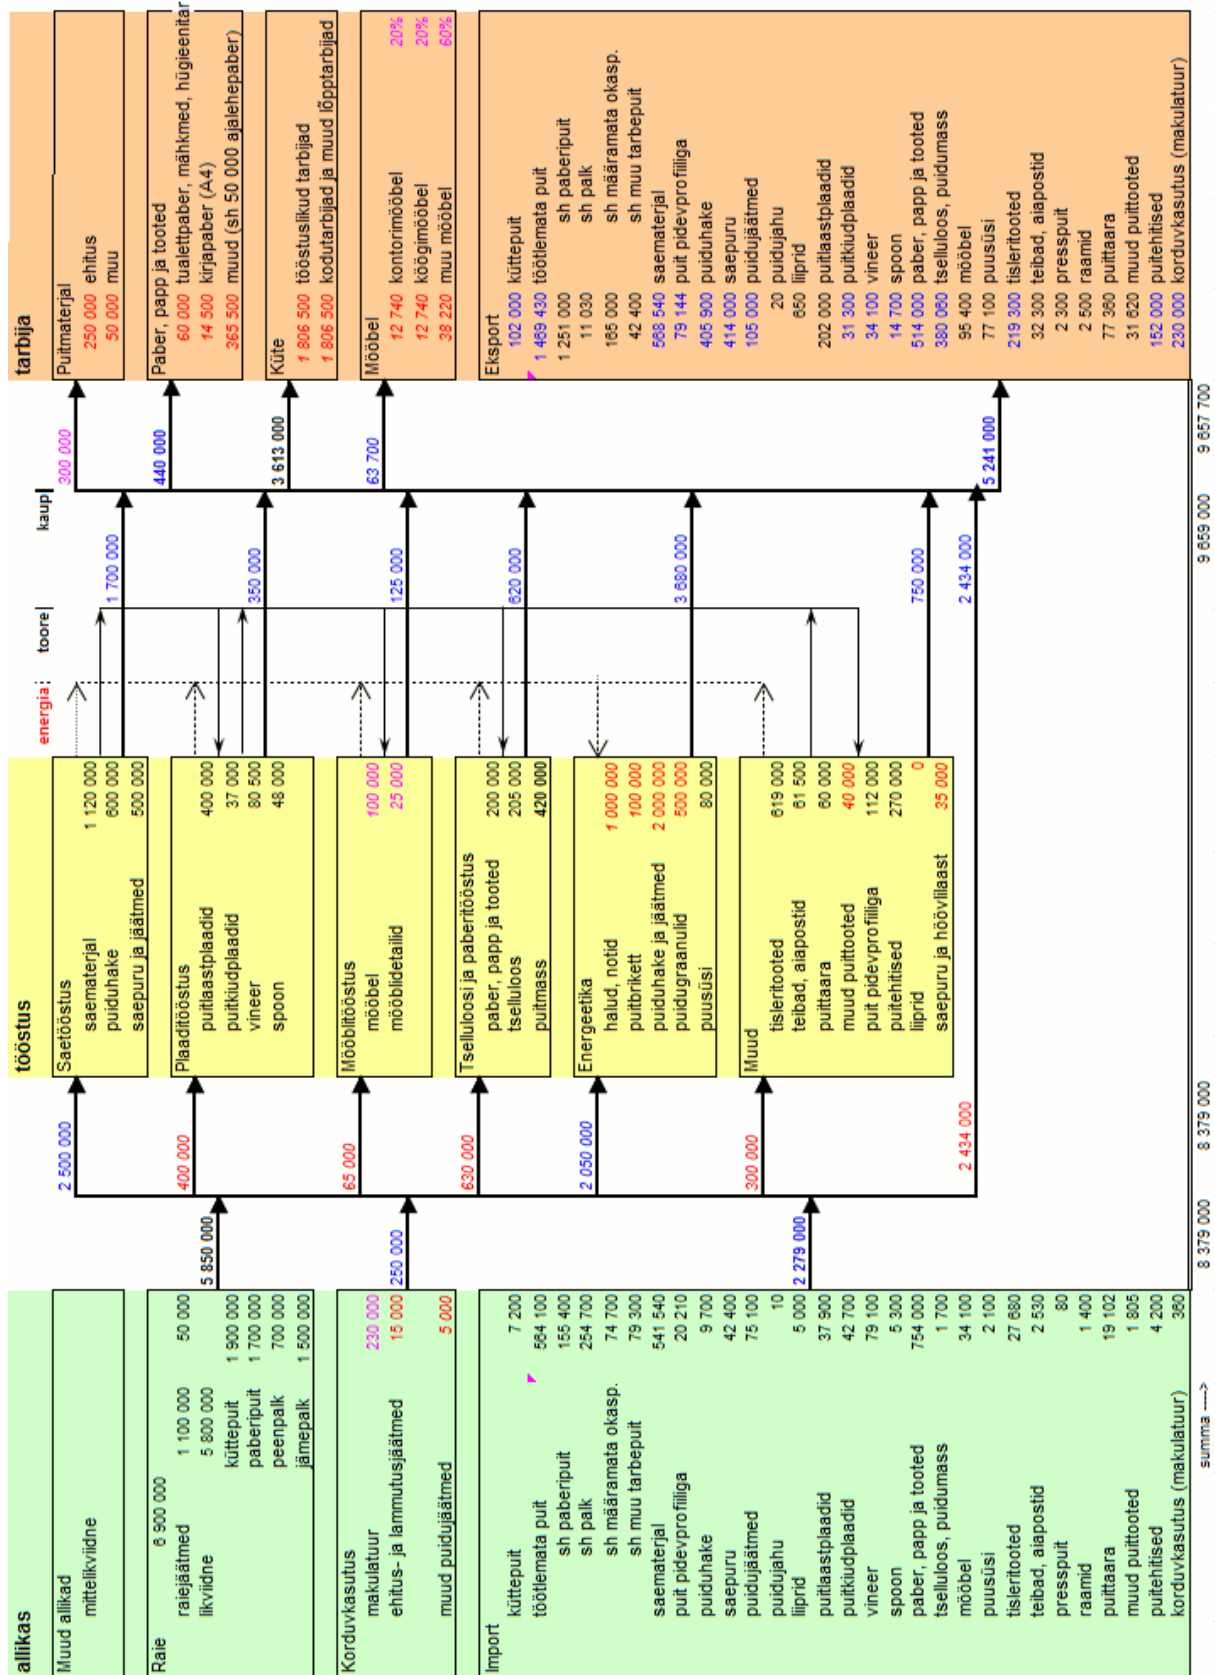 allikas
Muud allikad
mittelikviidne
Raie
6 900 000
raiejäätmed 1 100 000 50 000
likviidne 5 800 000
küttepuit 1 900 000
paberipuit 1 700 000
peenpalk 700 000
jämepalk 1 500 000
Korduvkasutus
makulatuur 230 000
ehitus- ja lammutusjäätmed 15 000
muud puidujäätmed 5 000
Import
küttepuit 7 200
töötlemata puit 564 100
sh paberipuit 155 400
sh palk 254 700
sh määramata okasp. 74 700
sh muu tarbepuit 79 300
saematerjal 541 540
puit pidevprofiiliga 20 210
puiduhake 9 700
saepuru 42 400
puidujäätmed 75 100
puidujahu 10
liiprid 5 000
puitlaastplaadid 37 900
puitkiudplaadid 42 700
vineer 79 100
spoon 5 300
paber, papp ja tooted 754 000
tselluloos, puidumass 1 700
mööbel 34 100
puusüsi 2 100
tisleritooted 27 680
teibad, aiapostid 2 530
presspuit 80
raamid 1 400
puittaara 19 102
muud puittooted 1 805
puitehitised 4 200
korduvkasutus (makulatuur) 360
summa ---->
5 850 000
250 000
2 279 000
8 379 000
2 500 000
400 000
65 000
630 000
2 050 000
300 000
2 434 000
8 379 000
tööstus
Saetööstus
saematerjal 1 120 000
puiduhake 600 000
saepuru ja jäätmed 500 000
Plaaditööstus
puitlaastplaadid 400 000
puitkiudplaadid 37 000
vineer 80 500
spoon 48 000
Mööblitööstus
mööbel 100 000
mööblidetailid 25 000
Tselluloosi ja paberitööstus
paber, papp ja tooted 200 000
tselluloos 205 000
puitmass 420 000
Energeetika
halud, notid 1 000 000
puitbrikett 100 000
puiduhake ja jäätmed 2 000 000
puidugraanulid 500 000
puusüsi 80 000
Muud
tisleritooted 619 000
teibad, aiapostid 61 500
puittaara 60 000
muud puittooted 40 000
puit pidevprofiiliga 112 000
puitehitised 270 000
liiprid 0
saepuru ja höövlilaast 35 000
energia toore kaup
1 700 000
350 000
125 000
620 000
3 680 000
750 000
2 434 000
9 659 000
300 000
440 000
3 613 000
63 700
5 241 000
9 657 700
tarbija
Puitmaterjal
250 000 ehitus
50 000 muu
Paber, papp ja tooted
60 000 tualettpaber, mähkmed, hügieenitar
14 500 kirjapaber (A4)
365 500 muud (sh 50 000 ajalehepaber)
Küte
1 806 500 tööstuslikud tarbijad
1 806 500 kodutarbijad ja muud lõpptarbijad
Mööbel
12 740 kontorimööbel 20%
12 740 köögimööbel 20%
38 220 muu mööbel 60%
Eksport
102 000 küttepuit
1 469 430 töötlemata puit
1 251 000 sh paberipuit
11 030 sh palk
165 000 sh määramata okasp.
42 400 sh muu tarbepuit
568 540 saematerjal
79 144 puit pidevprofiiliga
405 900 puiduhake
414 000 saepuru
105 000 puidujäätmed
20 puidujahu
650 liiprid
202 000 puitlaastplaadid
31 300 puitkiudplaadid
34 100 vineer
14 700 spoon
514 000 paber, papp ja tooted
380 060 tselluloos, puidumass
95 400 mööbel
77 100 puusüsi
219 300 tisleritooted
32 300 teibad, aiapostid
2 300 presspuit
2 500 raamid
77 360 puittaara
31 620 muud puittooted
152 000 puitehitised
230 000 korduvkasutus (makulatuur)